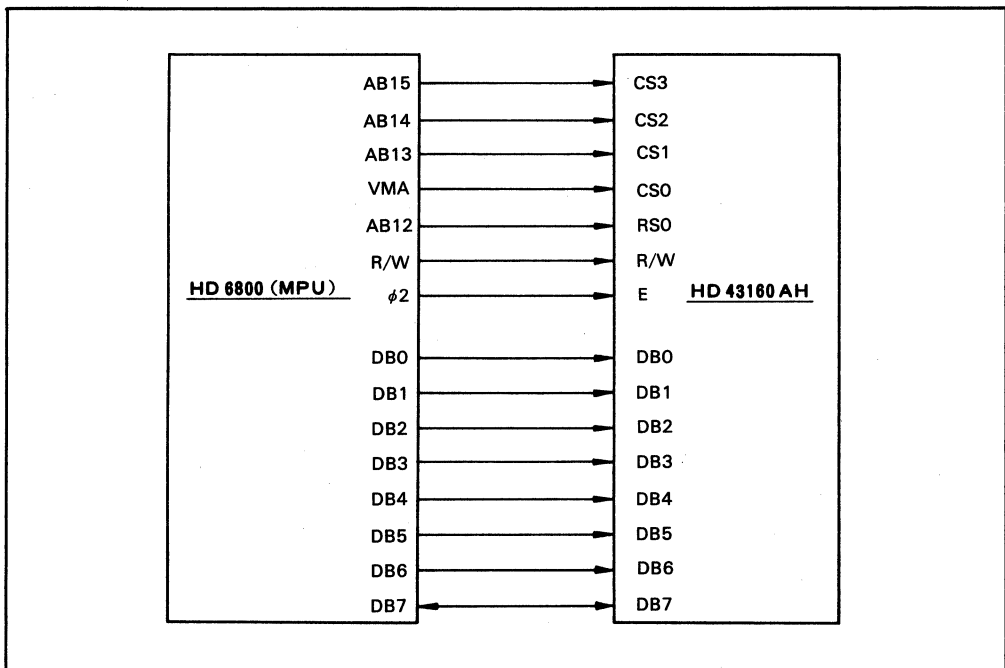 AB15 CS3
AB14 CS2
AB13 CS1
VMA CS0
AB12 RS0
R/W R/W
HD 6800 (MPU) φ2 E HD 43160 AH
DB0 DB0
DB1 DB1
DB2 DB2
DB3 DB3
DB4 DB4
DB5 DB5
DB6 DB6
DB7 DB7